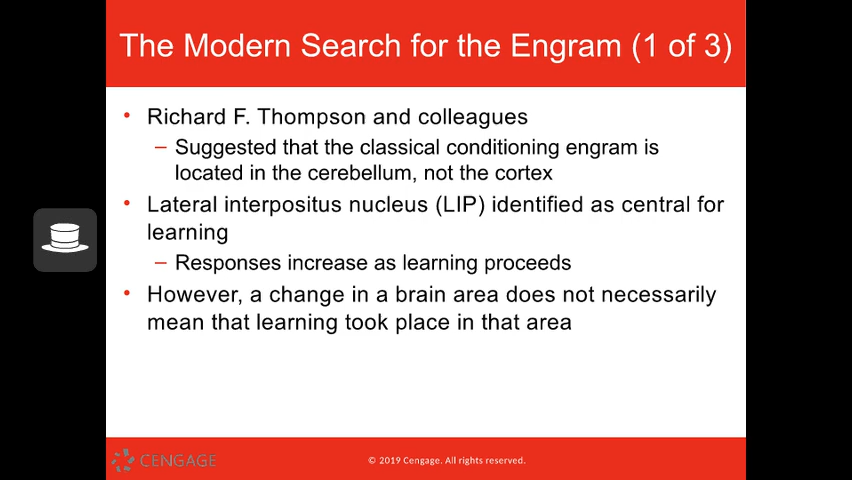 The Modern Search for the Engram (1 of 3)
• Richard F. Thompson and colleagues
– Suggested that the classical conditioning engram is
located in the cerebellum, not the cortex
• Lateral interpositus nucleus (LIP) identified as central for
learning
– Responses increase as learning proceeds
• However, a change in a brain area does not necessarily
mean that learning took place in that area
CENGAGE
© 2019 Cengage. All rights reserved.